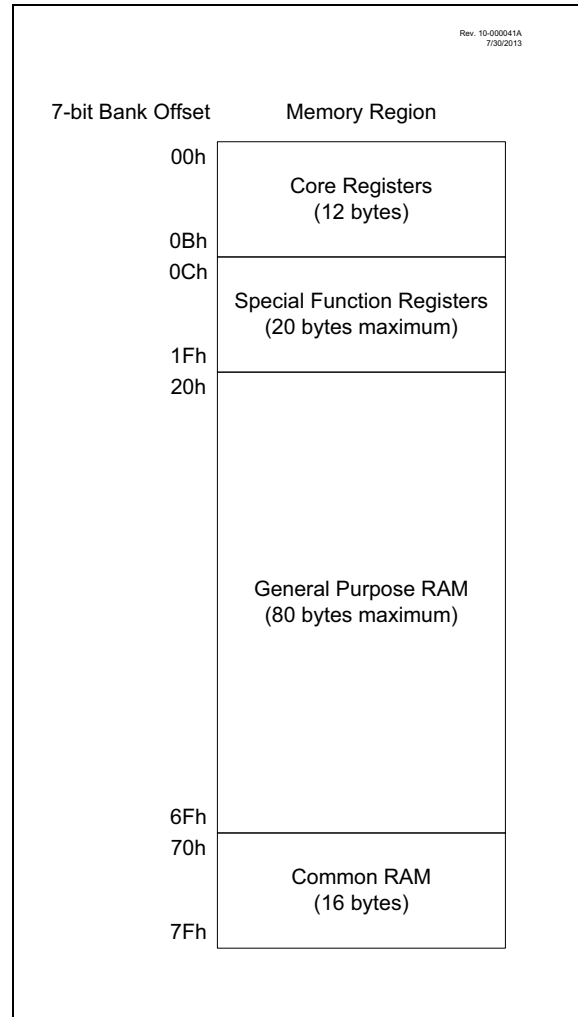 Rev. 10-000041A
7/30/2013
7-bit Bank Offset Memory Region
00h
Core Registers
(12 bytes)
0Bh
0Ch
Special Function Registers
(20 bytes maximum)
1Fh
20h
General Purpose RAM
(80 bytes maximum)
6Fh
70h
Common RAM
(16 bytes)
7Fh